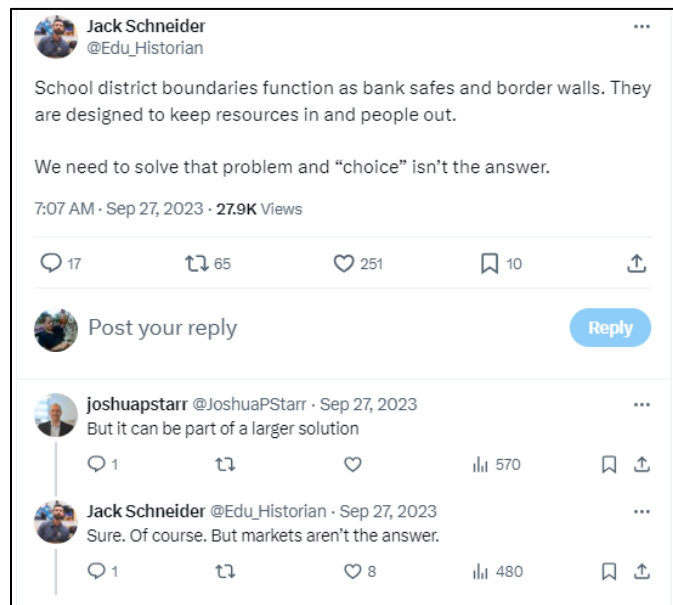 Jack Schneider
@Edu_Historian
School district boundaries function as bank safes and border walls. They
are designed to keep resources in and people out.
We need to solve that problem and “choice” isn’t the answer.
7:07 AM · Sep 27, 2023 · 27.9K Views
17 65 251 10
Post your reply
Reply
joshuapstarr @JoshuaPStarr · Sep 27, 2023
But it can be part of a larger solution
1 570
Jack Schneider @Edu_Historian · Sep 27, 2023
Sure. Of course. But markets aren’t the answer.
1 8 480